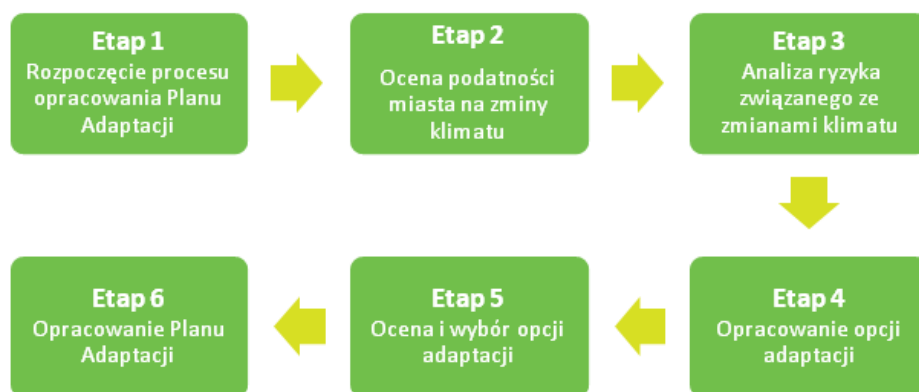 Etap 1
Rozpoczęcie procesu
opracowania Planu
Adaptacji
Etap 2
Ocena podatności
miasta na zminy
klimatu
Etap 3
Analiza ryzyka
związanego ze
zmianami klimatu
Etap 4
Opracowanie opcji
adaptacji
Etap 5
Ocena i wybór opcji
adaptacji
Etap 6
Opracowanie Planu
Adaptacji